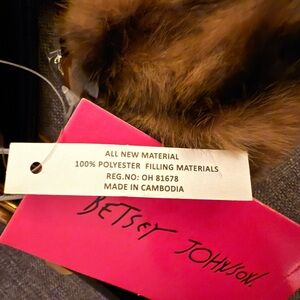 ALL NEW MATERIAL
100% POLYESTER FILLING MATERIALS
REG.NO: OH 81678
MADE IN CAMBODIA
BETSEY JOHNSON